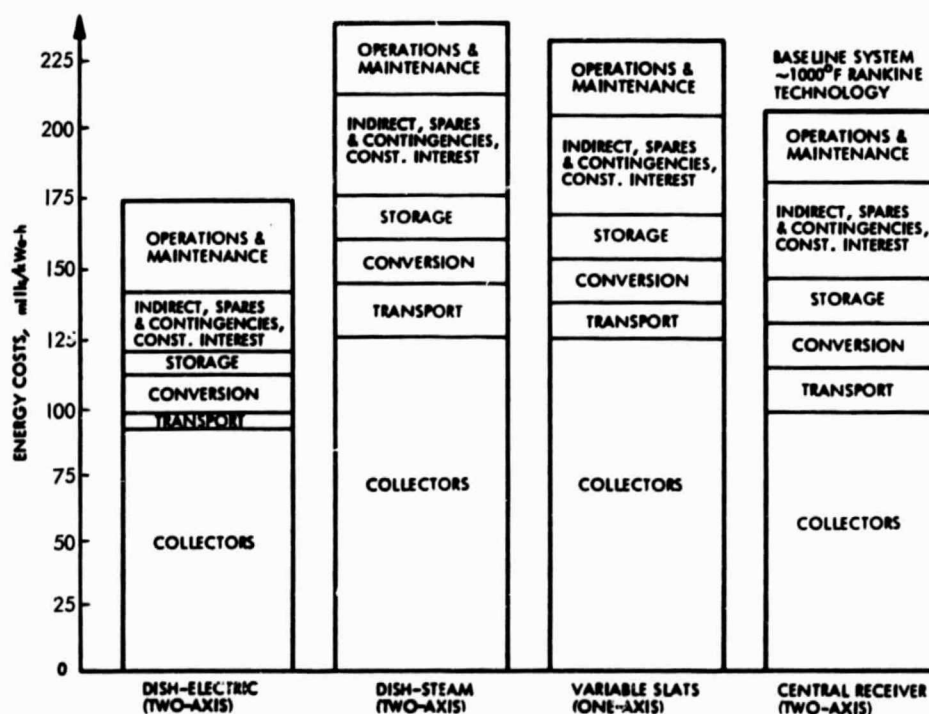 ENERGY COSTS, mills/kWe-h
225
200
175
150
125
100
75
50
25
0
OPERATIONS &
MAINTENANCE
INDIRECT, SPARES
& CONTINGENCIES,
CONST. INTEREST
STORAGE
CONVERSION
TRANSPORT
COLLECTORS
DISH-ELECTRIC
(TWO-AXIS)
OPERATIONS &
MAINTENANCE
INDIRECT, SPARES
& CONTINGENCIES,
CONST. INTEREST
STORAGE
CONVERSION
TRANSPORT
COLLECTORS
DISH-STEAM
(TWO-AXIS)
OPERATIONS &
MAINTENANCE
INDIRECT, SPARES
& CONTINGENCIES,
CONST. INTEREST
STORAGE
CONVERSION
TRANSPORT
COLLECTORS
VARIABLE SLATS
(ONE-AXIS)
BASELINE SYSTEM
~1000°F RANKINE
TECHNOLOGY
OPERATIONS &
MAINTENANCE
INDIRECT, SPARES
& CONTINGENCIES,
CONST. INTEREST
STORAGE
CONVERSION
TRANSPORT
COLLECTORS
CENTRAL RECEIVER
(TWO-AXIS)